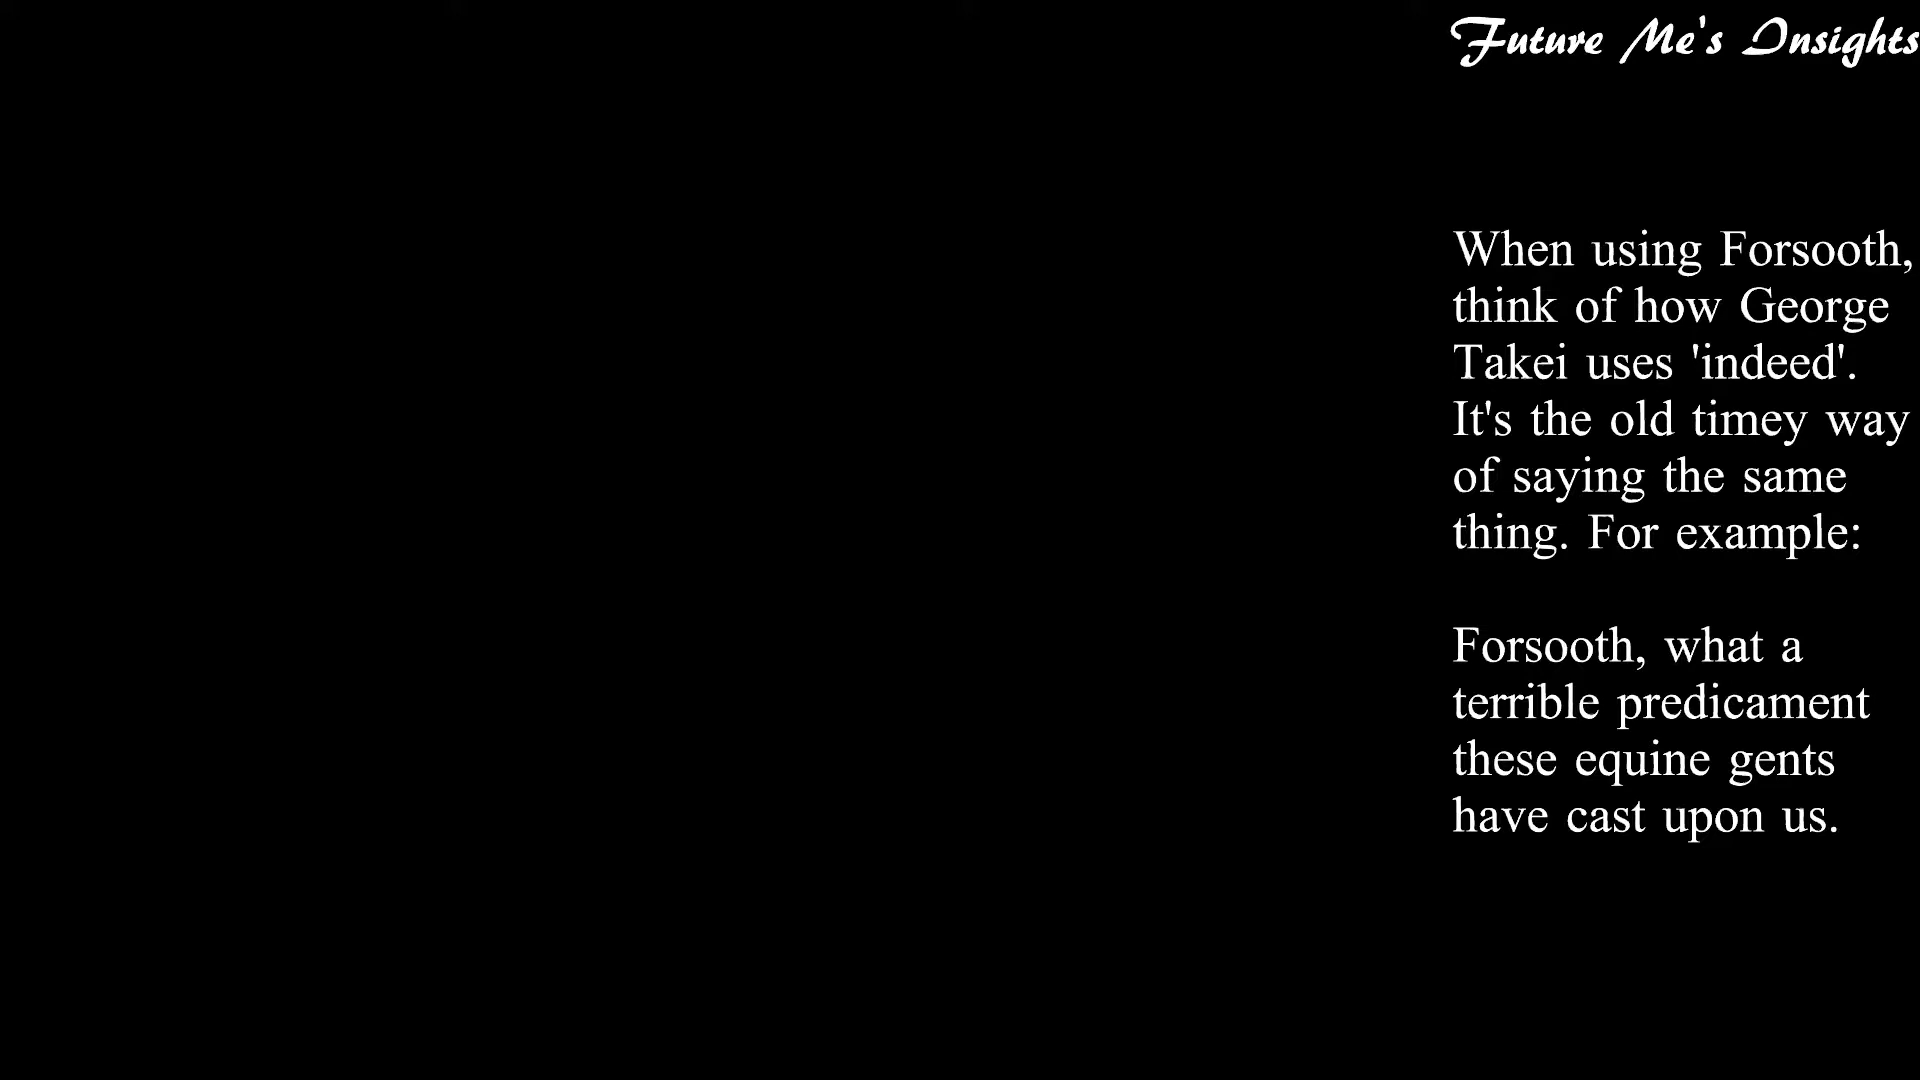 Future Me's Insights
When using Forsooth,
think of how George
Takei uses 'indeed'.
It's the old timey way
of saying the same
thing. For example:
Forsooth, what a
terrible predicament
these equine gents
have cast upon us.